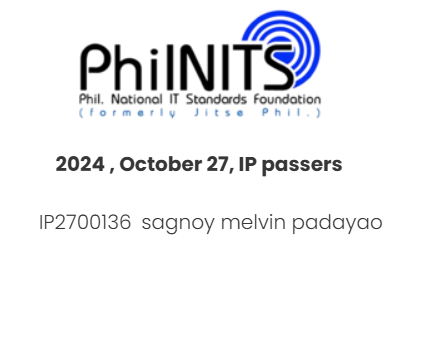 PhilNITS
Phil. National IT Standards Foundation
(formerly Jitse Phil.)
2024 , October 27, IP passers
IP2700136 sagnoy melvin padayao